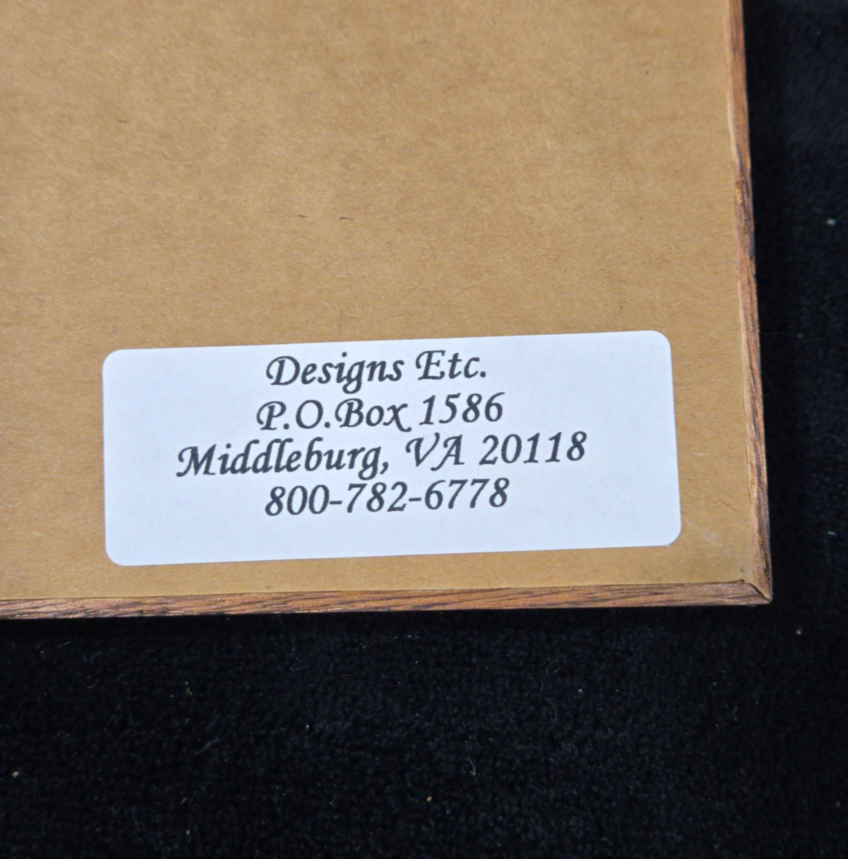 Designs Etc.
P.O.Box 1586
Middleburg, VA 20118
800-782-6778